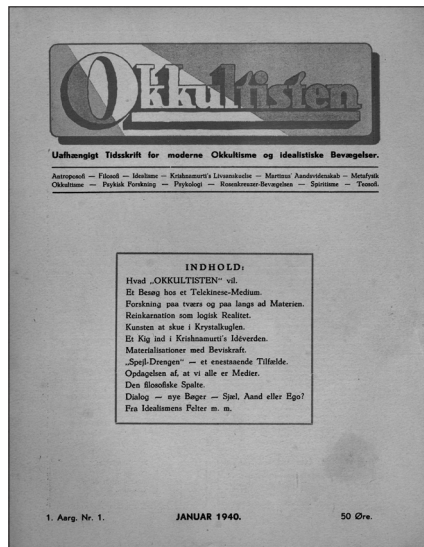 Okkultisten
Uafhængigt Tidsskrift for moderne Okkultisme og idealistiske Bevægelser.
Antroposofi — Filosofi — Idealisme — Krishnamurti's Livsanskuelse — Martinus' Aandsvidenskab — Metafysik
Okkultisme — Psykisk Forskning — Psykologi — Rosenkreuzer-Bevægelsen — Spiritisme — Teosofi.
INDHOLD:
Hvad „OKKULTISTEN" vil.
Et Besøg hos et Telekinese-Medium.
Forskning paa tværs og paa langs ad Materien.
Reinkarnation som logisk Realitet.
Kunsten at skue i Krystalkuglen.
Et Kig ind i Krishnamurti's Idéverden.
Materialisationer med Beviskraft.
„Spejl-Drengen" — et enestaaende Tilfælde.
Opdagelsen af, at vi alle er Medier.
Den filosofiske Spalte.
Dialog — nye Bøger — Sjæl, Aand eller Ego?
Fra Idealismens Felter m. m.
1. Aarg. Nr. 1. JANUAR 1940. 50 Øre.